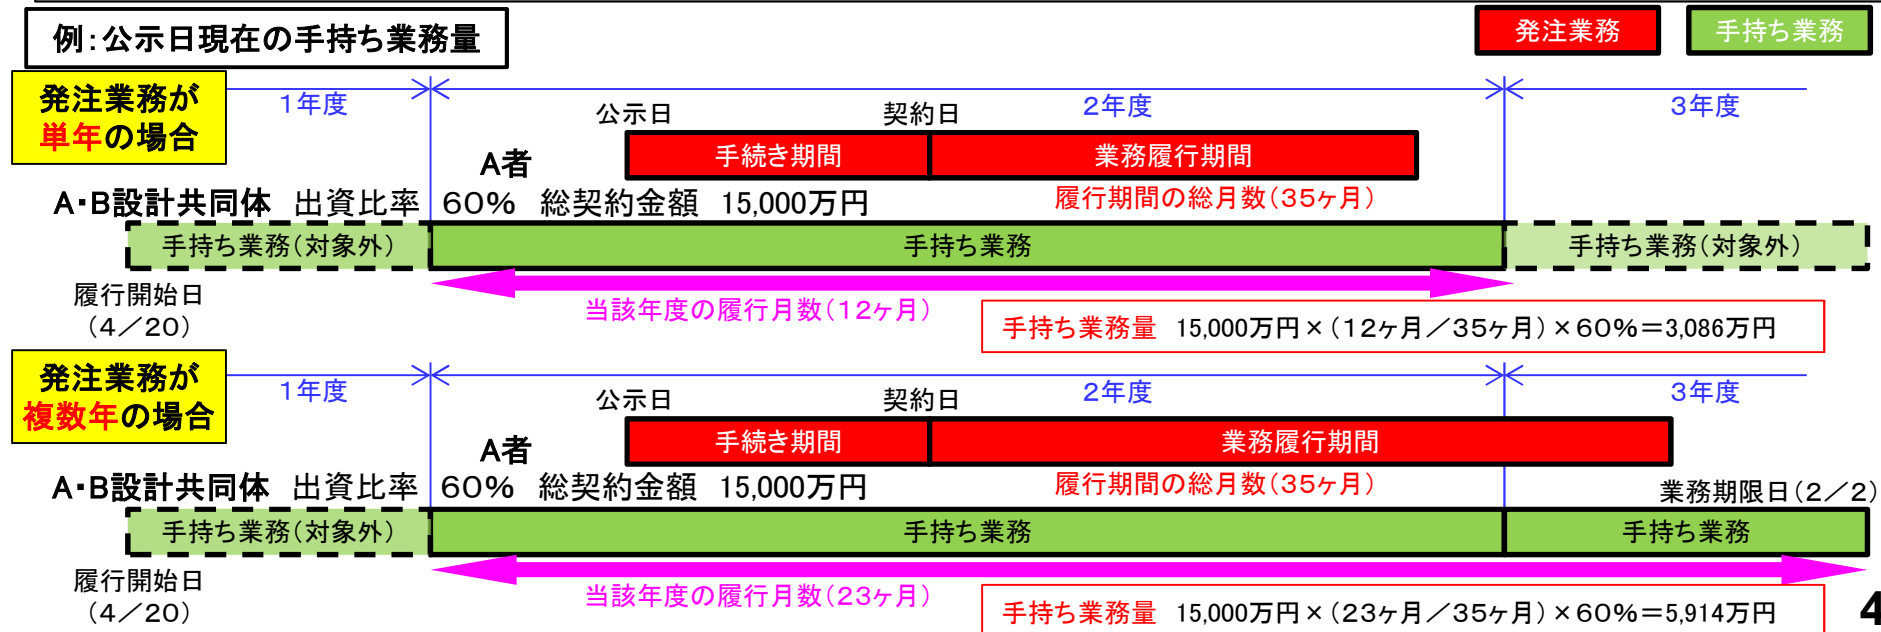 例：公示日現在の手持ち業務量
発注業務
手持ち業務
発注業務が
単年の場合
1年度
2年度
3年度
公示日
契約日
手続き期間
業務履行期間
A者
A・B設計共同体 出資比率 60% 総契約金額 15,000万円
履行期間の総月数(35ヶ月)
手持ち業務(対象外)
手持ち業務
手持ち業務(対象外)
履行開始日
(4／20)
当該年度の履行月数(12ヶ月)
手持ち業務量 15,000万円×(12ヶ月／35ヶ月)×60%=3,086万円
発注業務が
複数年の場合
1年度
2年度
3年度
公示日
契約日
手続き期間
業務履行期間
A者
A・B設計共同体 出資比率 60% 総契約金額 15,000万円
履行期間の総月数(35ヶ月)
業務期限日(2／2)
手持ち業務(対象外)
手持ち業務
手持ち業務
履行開始日
(4／20)
当該年度の履行月数(23ヶ月)
手持ち業務量 15,000万円×(23ヶ月／35ヶ月)×60%=5,914万円
4